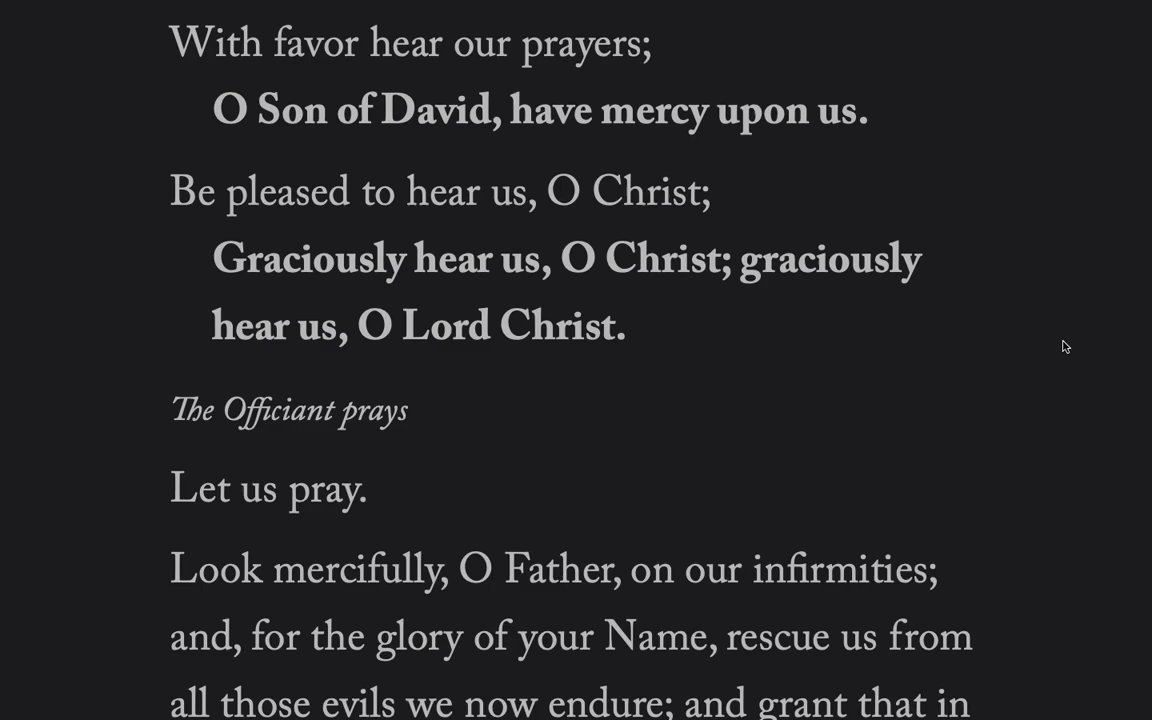 With favor hear our prayers;
O Son of David, have mercy upon us.
Be pleased to hear us, O Christ;
Graciously hear us, O Christ; graciously
hear us, O Lord Christ.
The Officiant prays
Let us pray.
Look mercifully, O Father, on our infirmities;
and, for the glory of your Name, rescue us from
all those evils we now endure; and grant that in